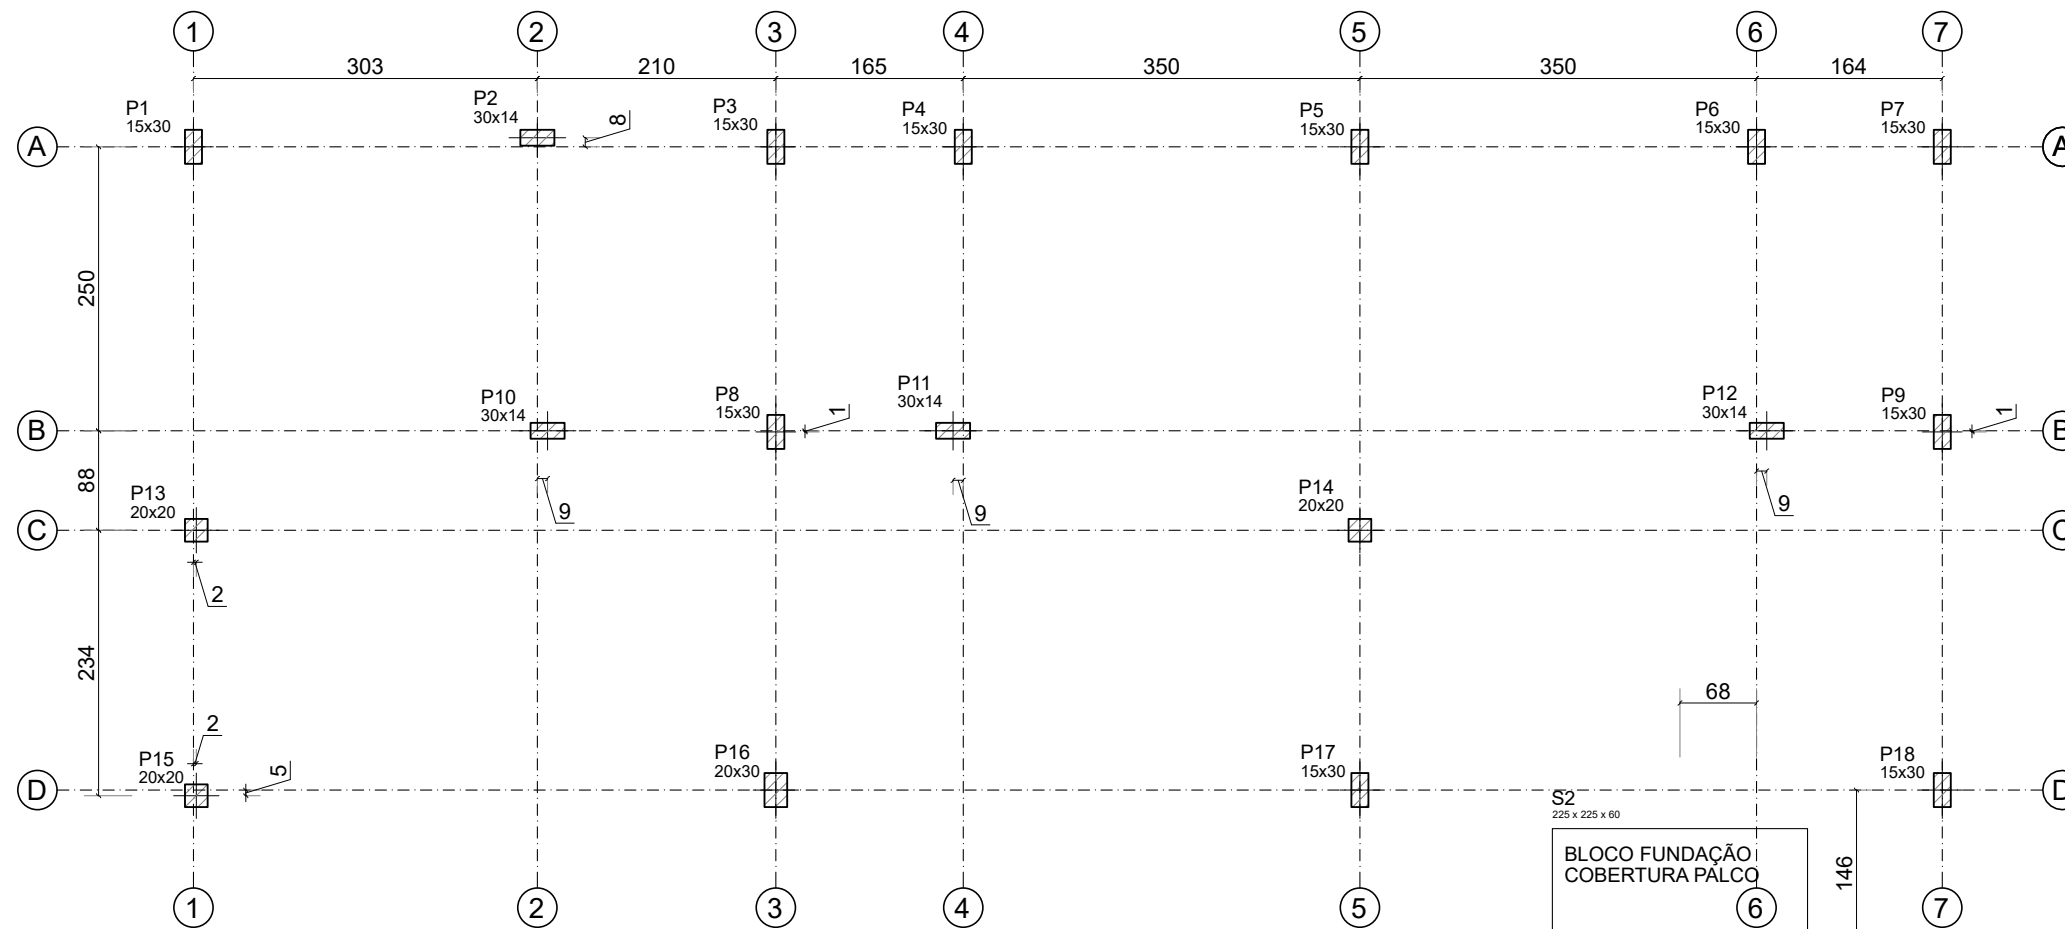 1 2 3 4 5 6 7
303 210 165 350 350 164
P1
15x30
P2
30x14
8
P3
15x30
P4
15x30
P5
15x30
P6
15x30
P7
15x30
A A
250
P10
30x14
P8
15x30
1
P11
30x14
P12
30x14
P9
15x30
1
B B
88
9
9
9
P13
20x20
P14
20x20
C C
2
234
68
2
P15
20x20
5
P16
20x30
P17
15x30
P18
15x30
D D
S2
225 x 225 x 60
BLOCO FUNDAÇÃO
COBERTURA PALCO
146
1 2 3 4 5 6 7